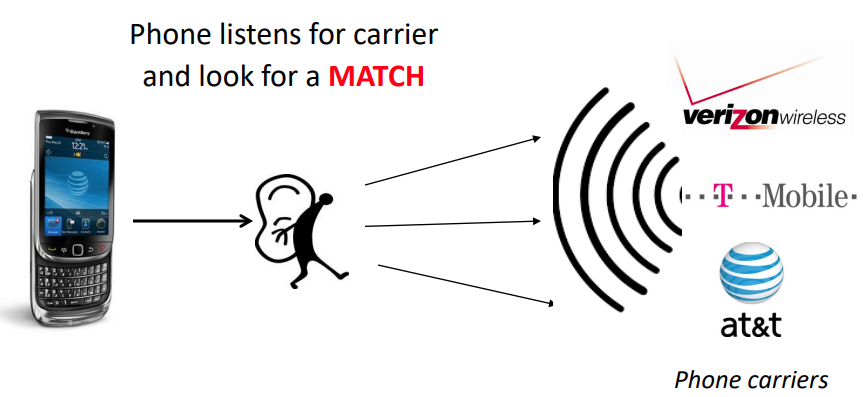 Phone listens for carrier
and look for a MATCH
BlackBerry
12:21
verizonwireless
T Mobile
at&t
Phone carriers